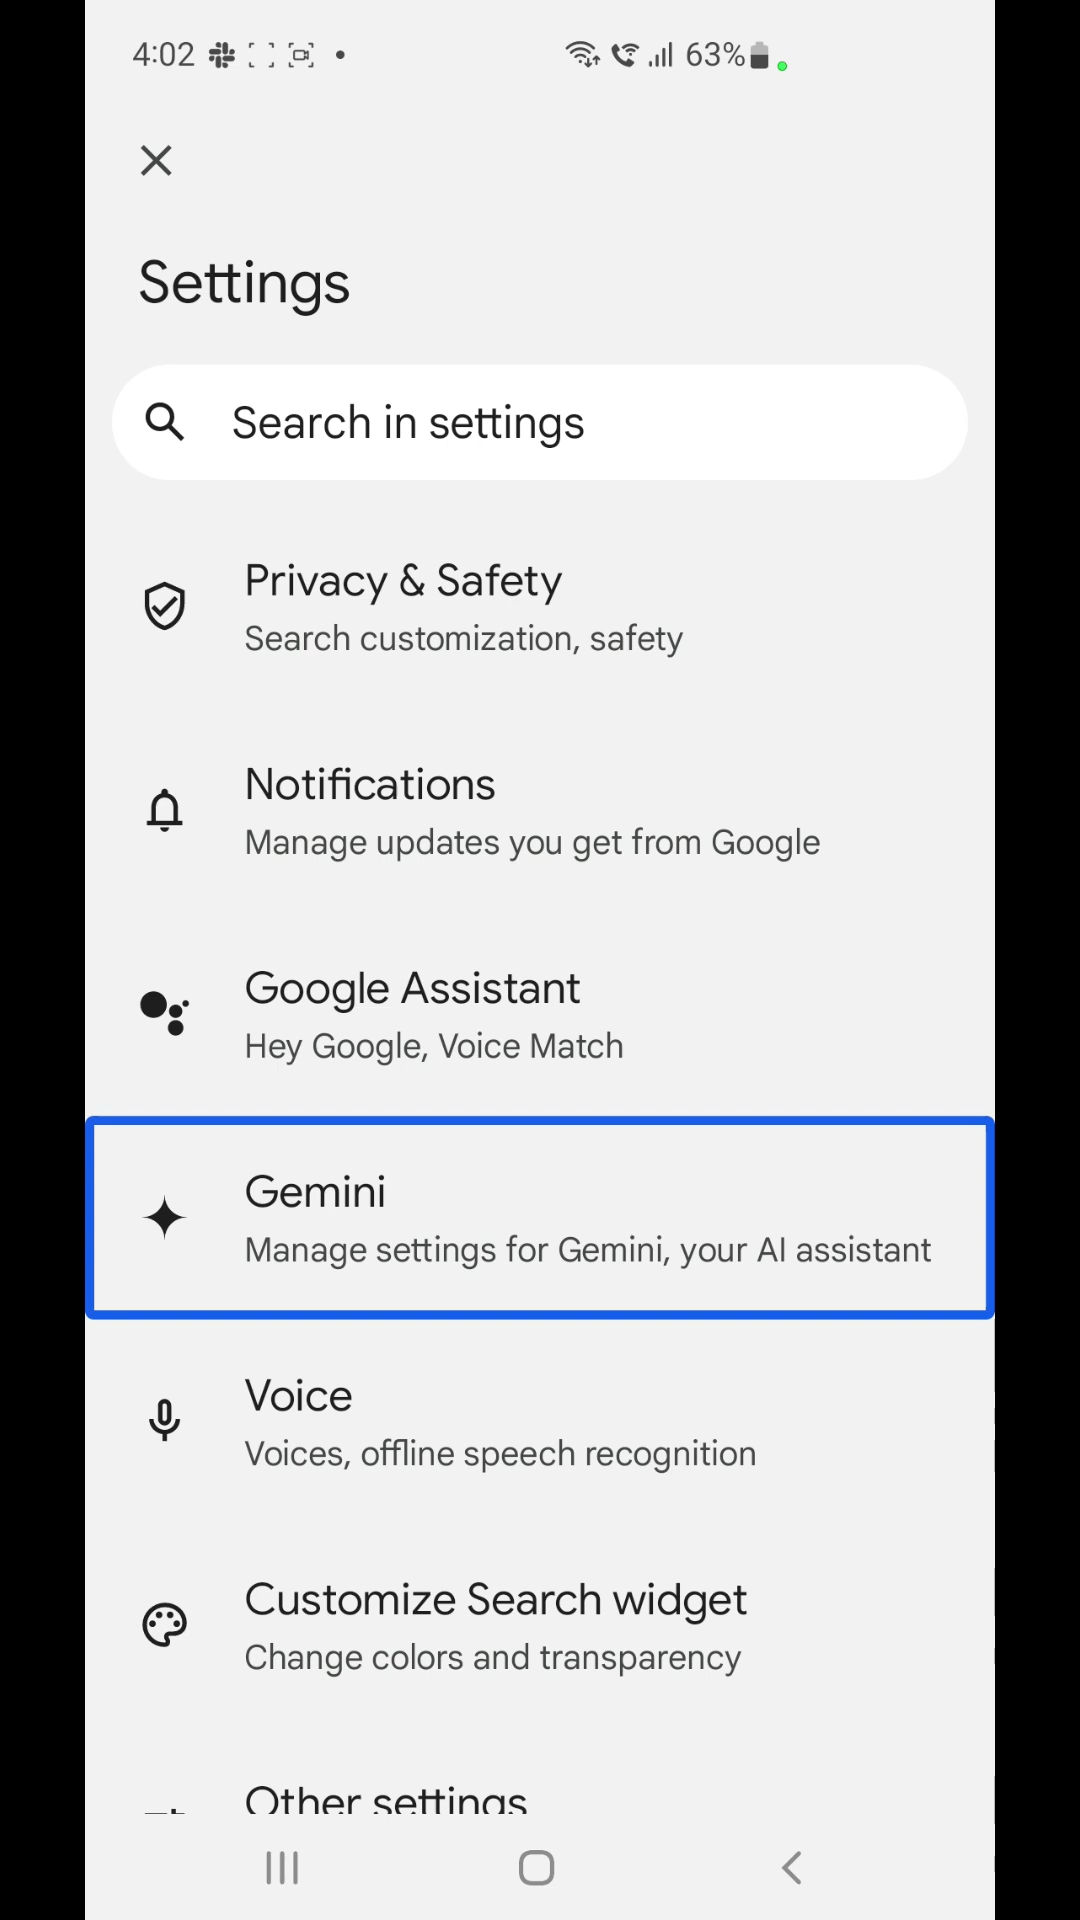 4:02 63%
Settings
Search in settings
Privacy & Safety
Search customization, safety
Notifications
Manage updates you get from Google
Google Assistant
Hey Google, Voice Match
Gemini
Manage settings for Gemini, your AI assistant
Voice
Voices, offline speech recognition
Customize Search widget
Change colors and transparency
Other settings